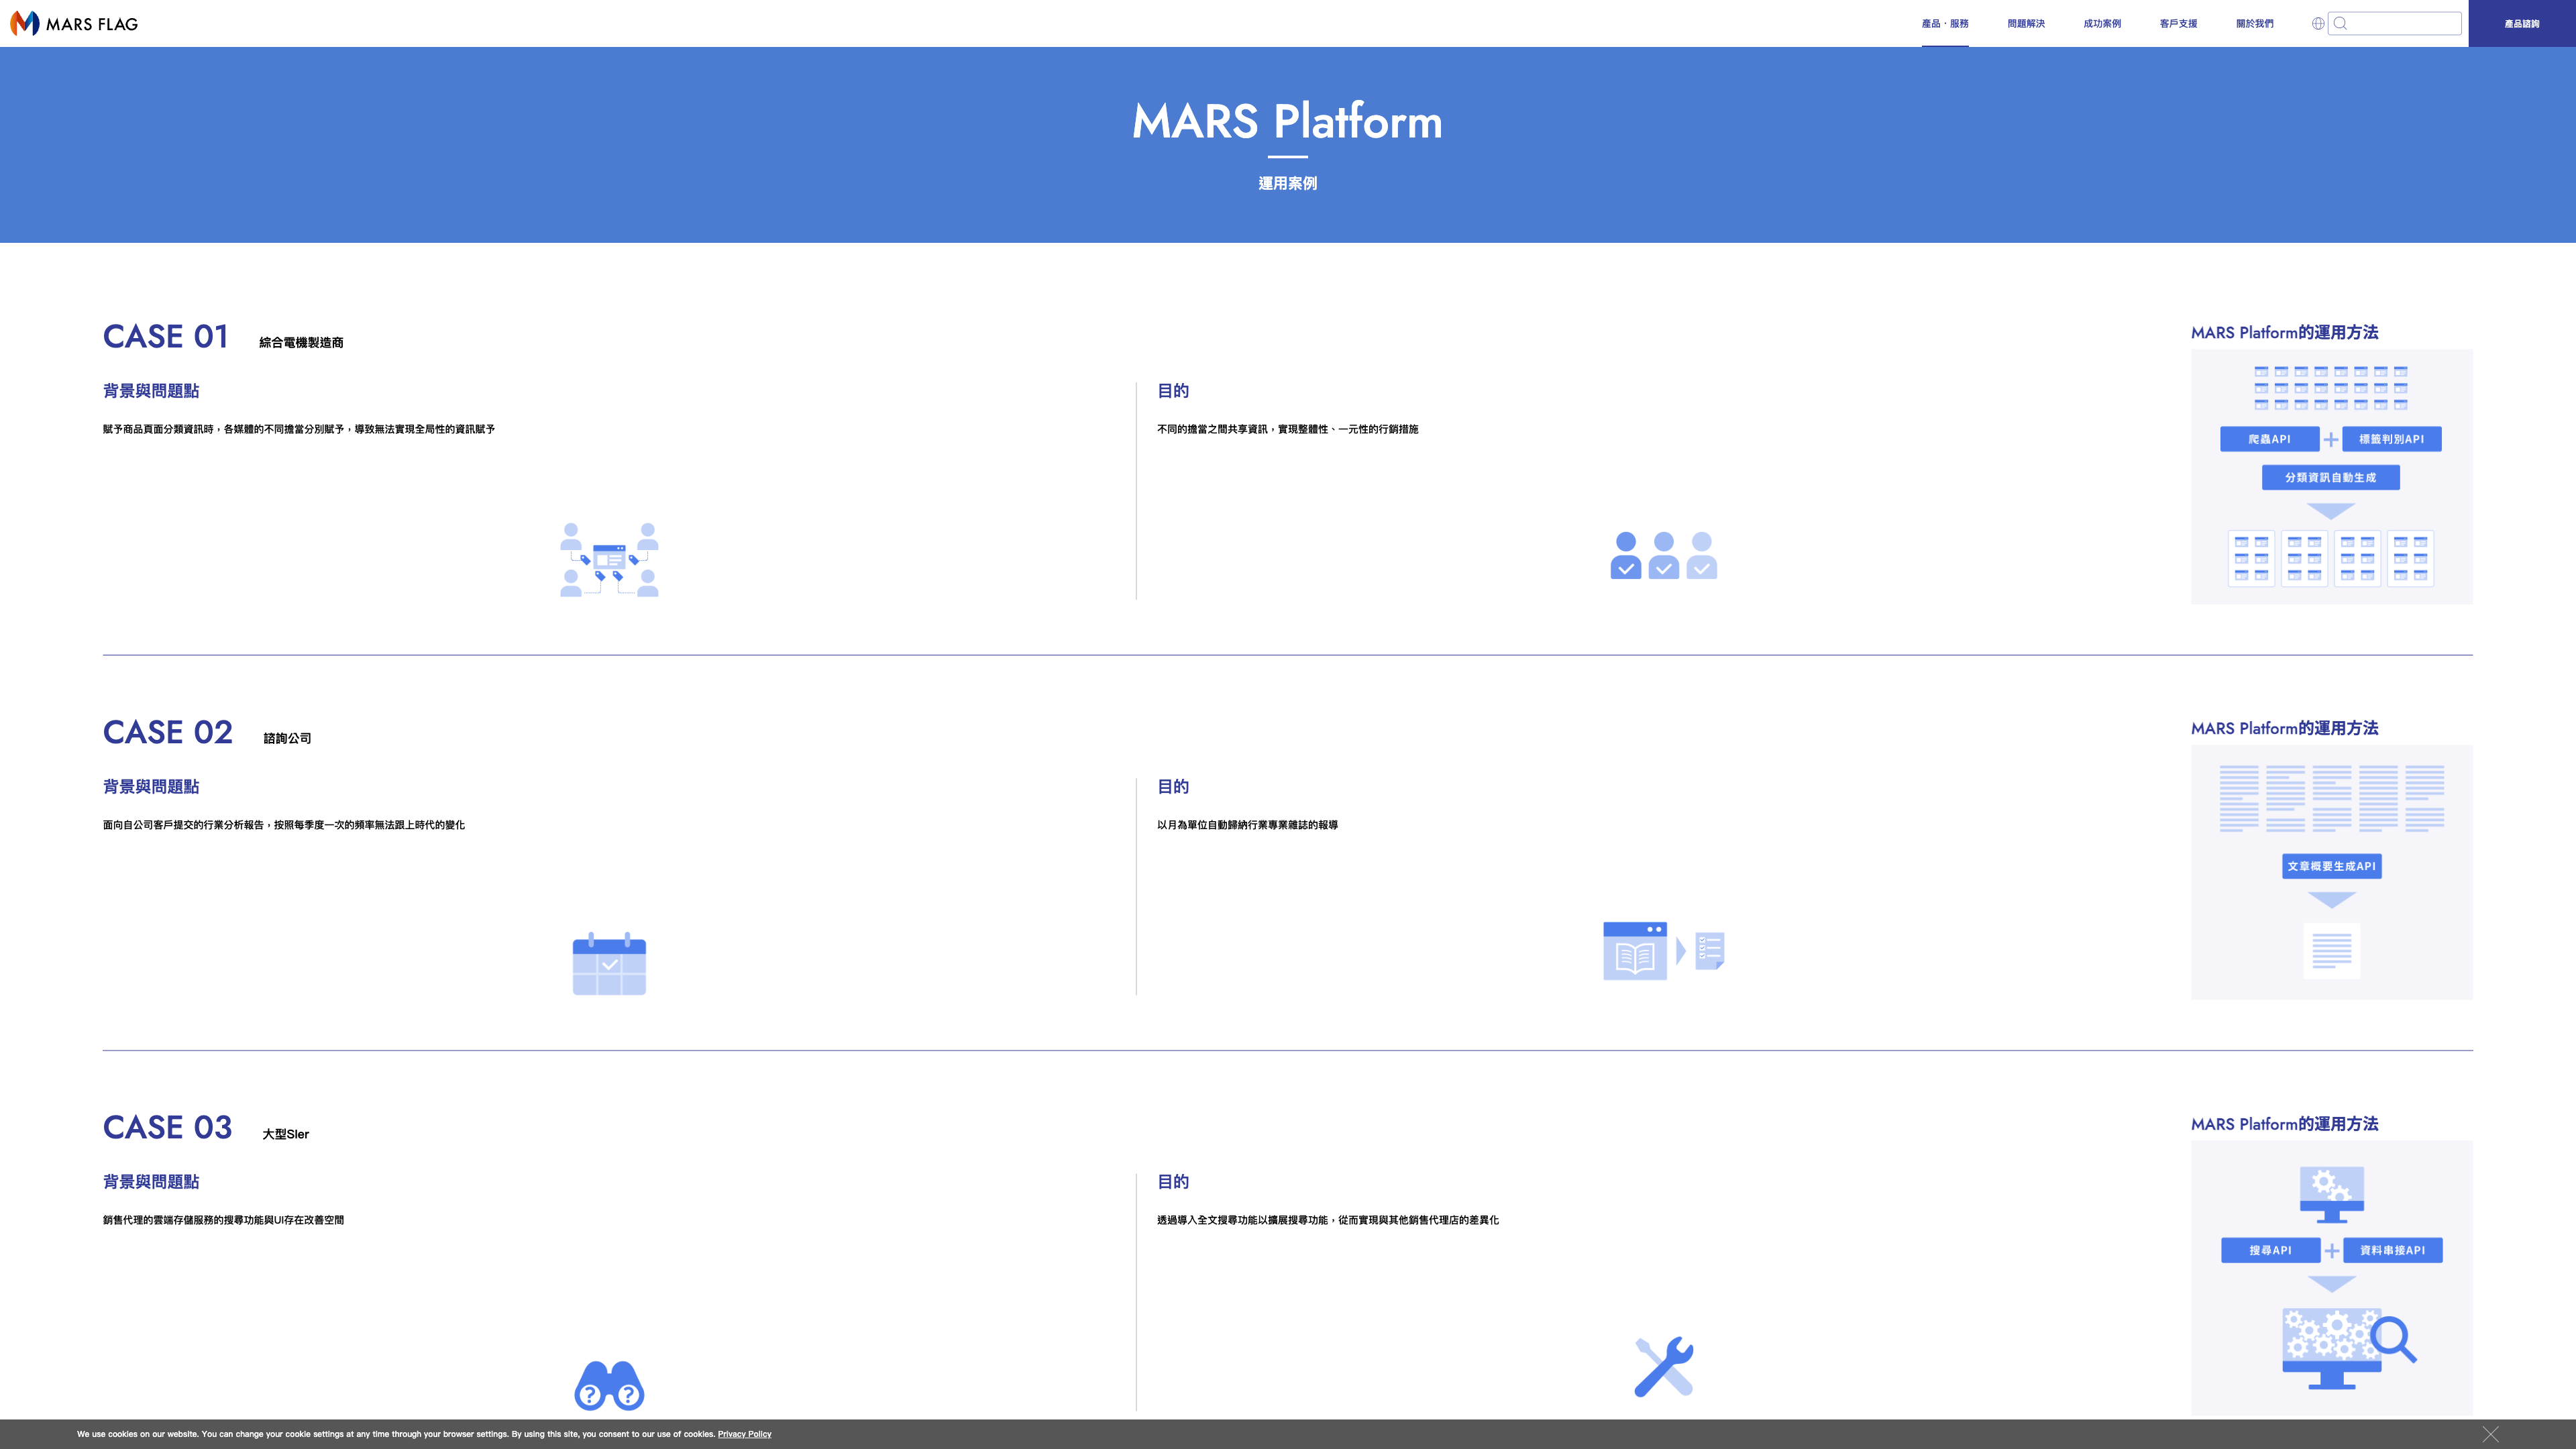 MARS FLAG
產品・服務
問題解決
成功案例
客戶支援
關於我們
產品諮詢
MARS Platform
運用案例
CASE 01 綜合電機製造商
背景與問題點
賦予商品頁面分類資訊時，各媒體的不同擔當分別賦予，導致無法實現全局性的資訊賦予
目的
不同的擔當之間共享資訊，實現整體性、一元性的行銷措施
MARS Platform的運用方法
爬蟲API + 標籤判別API
分類資訊自動生成
CASE 02 諮詢公司
背景與問題點
面向自公司客戶提交的行業分析報告，按照每季度一次的頻率無法跟上時代的變化
目的
以月為單位自動歸納行業專業雜誌的報導
MARS Platform的運用方法
文章概要生成API
CASE 03 大型SIer
背景與問題點
銷售代理的雲端存儲服務的搜尋功能與UI存在改善空間
目的
透過導入全文搜尋功能以擴展搜尋功能，從而實現與其他銷售代理店的差異化
MARS Platform的運用方法
搜尋API + 資料串接API
? ?
We use cookies on our website. You can change your cookie settings at any time through your browser settings. By using this site, you consent to our use of cookies. Privacy Policy